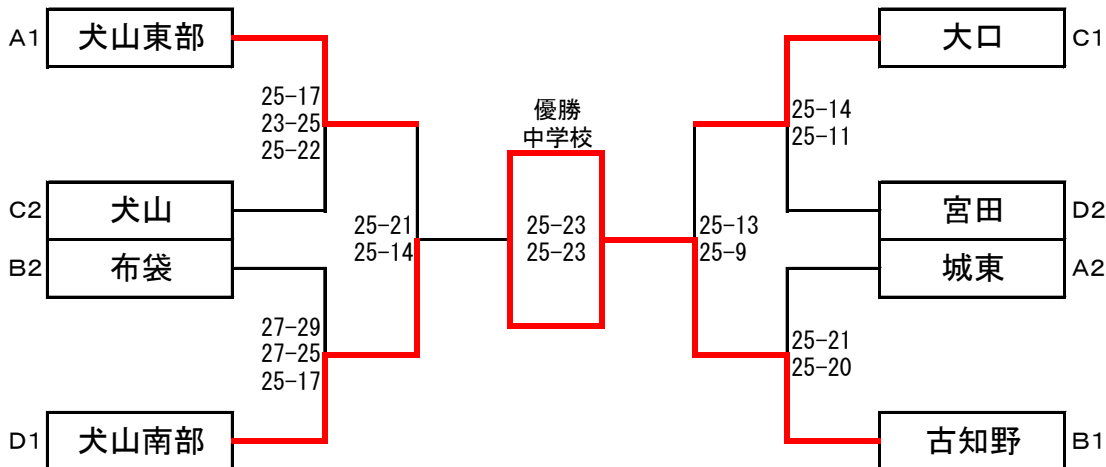 A1 犬山東部
大口 C1
25-17
23-25
25-22
優勝
中学校
25-14
25-11
C2 犬山
宮田 D2
25-21
25-14
25-23
25-23
25-13
25-9
B2 布袋
城東 A2
27-29
27-25
25-17
25-21
25-20
D1 犬山南部
古知野 B1